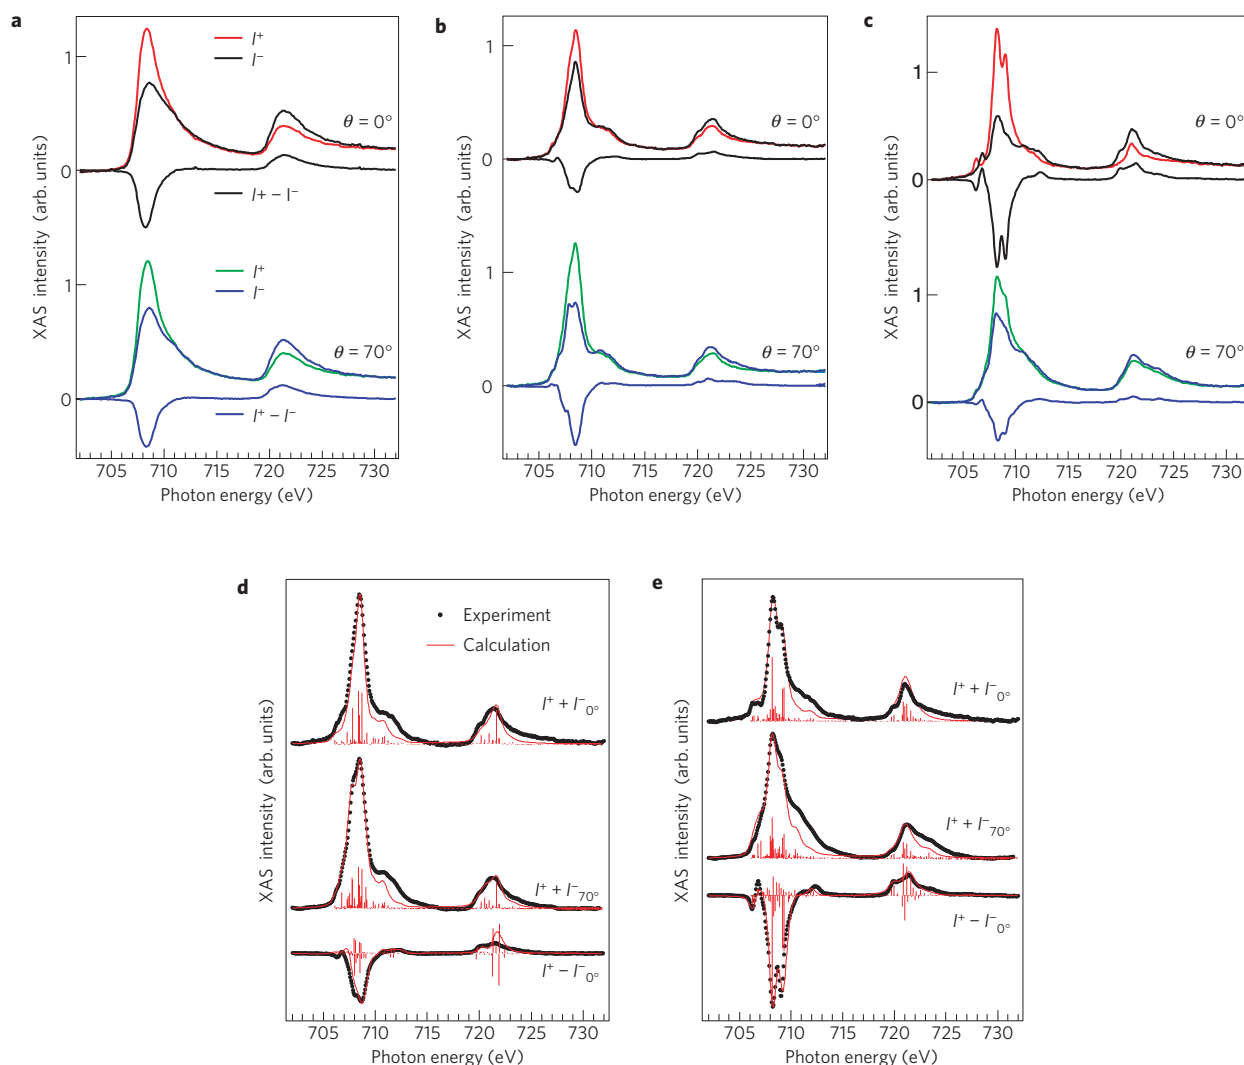 a
I+
I−
1
θ = 0°
0
I+ − I−
I+
I−
1
θ = 70°
0
I+ − I−
XAS intensity (arb. units)
705 710 715 720 725 730
Photon energy (eV)
b
1
θ = 0°
0
1
θ = 70°
0
XAS intensity (arb. units)
705 710 715 720 725 730
Photon energy (eV)
c
1
θ = 0°
0
1
θ = 70°
0
XAS intensity (arb. units)
705 710 715 720 725 730
Photon energy (eV)
d
Experiment
Calculation
I+ + I−0°
I+ + I−70°
I+ − I−0°
XAS intensity (arb. units)
705 710 715 720 725 730
Photon energy (eV)
e
I+ + I−0°
I+ + I−70°
I+ − I−0°
XAS intensity (arb. units)
705 710 715 720 725 730
Photon energy (eV)